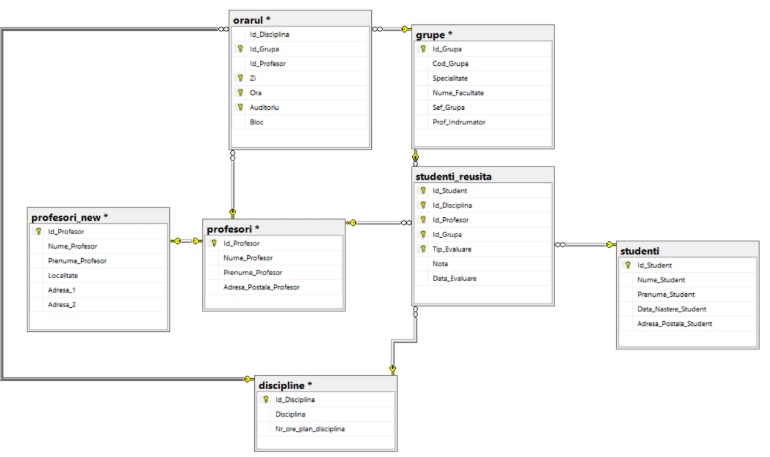 orarul *
Id_Disciplina
Id_Grupa
Id_Profesor
Zi
Ora
Auditoriu
Bloc
grupe *
Id_Grupa
Cod_Grupa
Specialitate
Nume_Facultate
Sef_Grupa
Prof_Indrumator
studenti_reusita
Id_Student
Id_Disciplina
Id_Profesor
Id_Grupa
Tip_Evaluare
Nota
Data_Evaluare
profesori_new *
Id_Profesor
Nume_Profesor
Prenume_Profesor
Localitate
Adresa_1
Adresa_2
profesori *
Id_Profesor
Nume_Profesor
Prenume_Profesor
Adresa_Postala_Profesor
studenti
Id_Student
Nume_Student
Prenume_Student
Data_Nastere_Student
Adresa_Postala_Student
discipline *
Id_Disciplina
Disciplina
Nr_ore_plan_disciplina